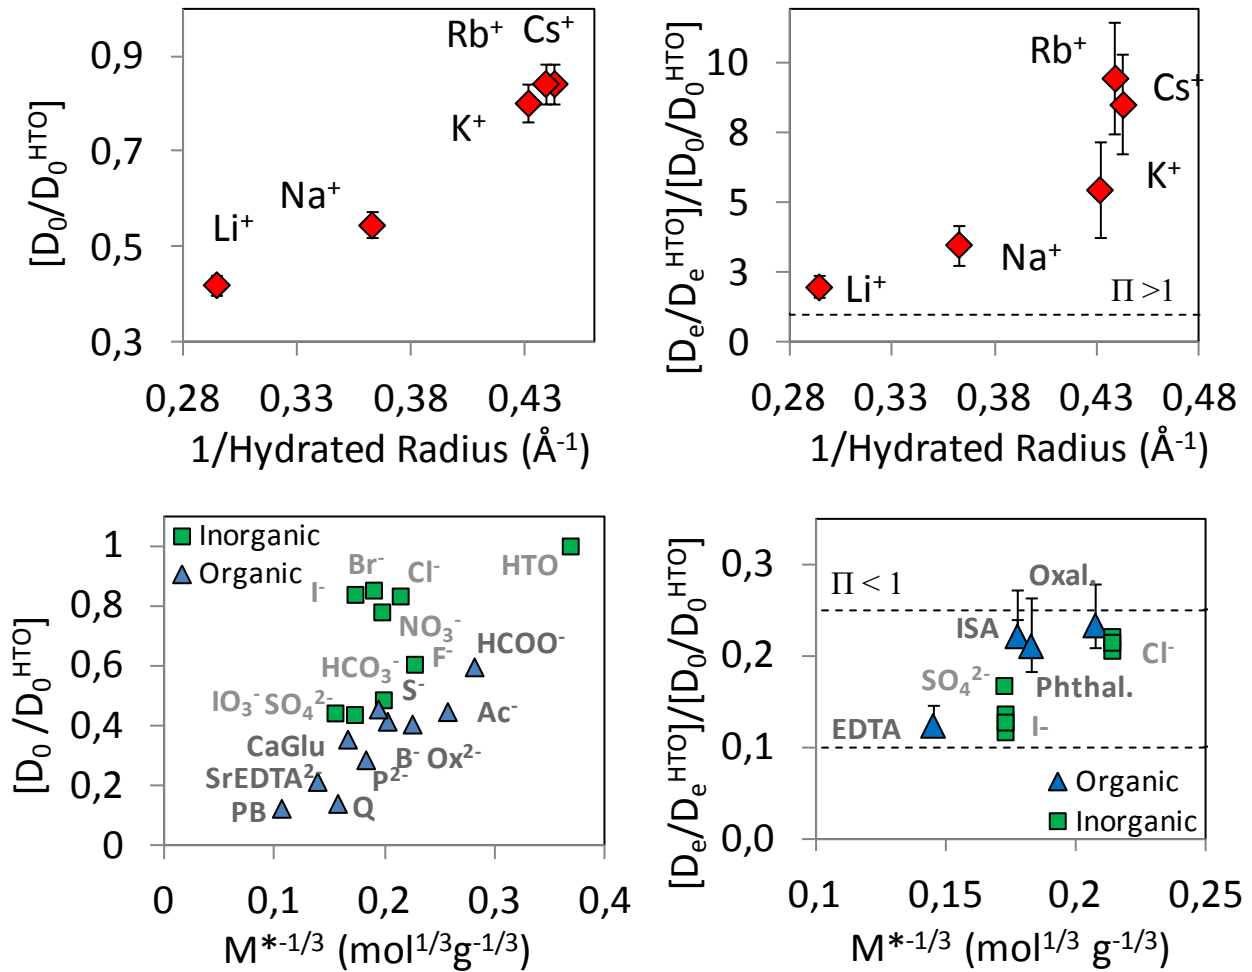 [D0/D0HTO]
0,9
0,7
0,5
0,3
Rb+ Cs+
K+
Na+
Li+
0,28 0,33 0,38 0,43
1/Hydrated Radius (Å-1)
[De/DeHTO]/[D0/D0HTO]
10
8
5
3
0
Rb+
Cs+
K+
Na+
Li+
Π >1
0,28 0,33 0,38 0,43 0,48
1/Hydrated Radius (Å-1)
[D0 /D0HTO]
1
0,8
0,6
0,4
0,2
0
Inorganic
Organic
Br-
Cl-
HTO
I-
NO3-
HCOO-
F-
HCO3-
S-
IO3- SO42-
Ac-
CaGlu
B- Ox2-
SrEDTA2-
P2-
PB
Q
0 0,1 0,2 0,3 0,4
M*-1/3 (mol1/3g-1/3)
[De/DeHTO]/[D0/D0HTO]
0,3
0,2
0,1
0,0
Π < 1
Oxal.
ISA
Cl-
SO42-
Phthal.
EDTA
I-
Organic
Inorganic
0,1 0,15 0,2 0,25
M*-1/3 (mol1/3 g-1/3)